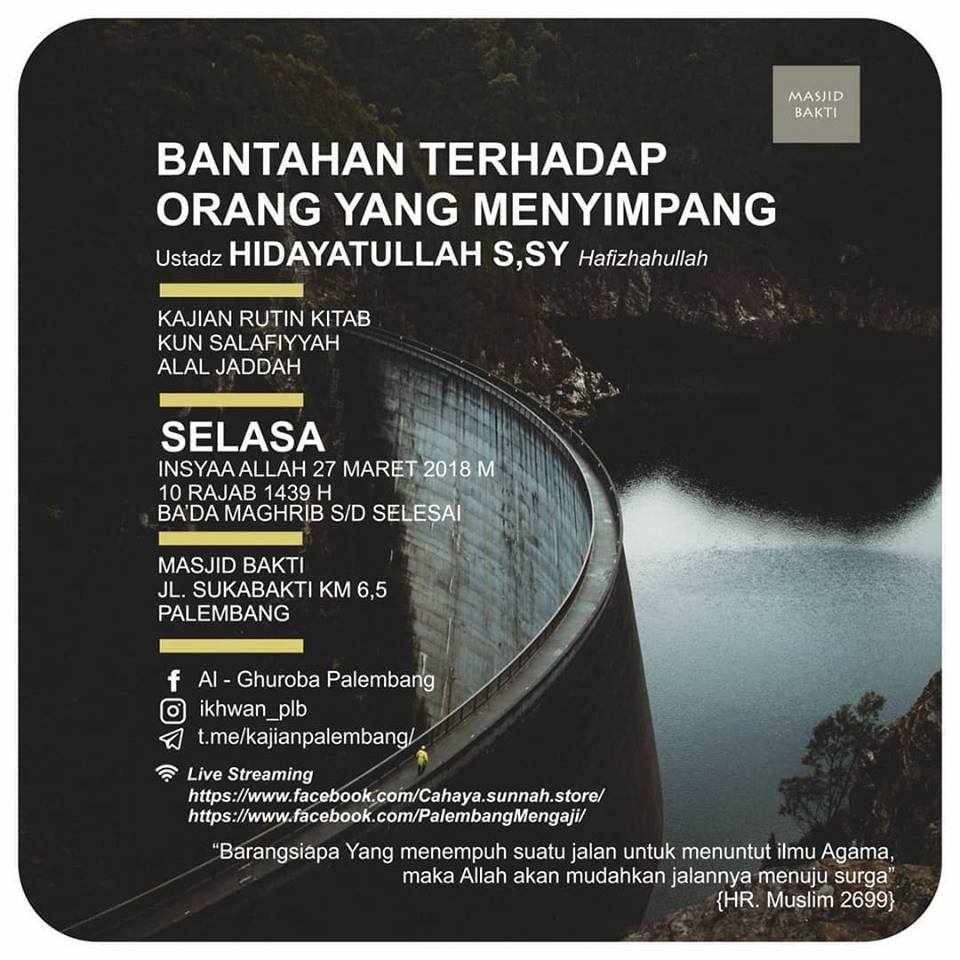 MASJID
BAKTI
BANTAHAN TERHADAP
ORANG YANG MENYIMPANG
Ustadz HIDAYATULLAH S,SY Hafizhahullah
KAJIAN RUTIN KITAB
KUN SALAFIYYAH
ALAL JADDAH
SELASA
INSYAA ALLAH 27 MARET 2018 M
10 RAJAB 1439 H
BA'DA MAGHRIB S/D SELESAI
MASJID BAKTI
JL. SUKABAKTI KM 6,5
PALEMBANG
Al - Ghuroba Palembang
ikhwan_plb
t.me/kajianpalembang/
Live Streaming
https://www.facebook.com/Cahaya.sunnah.store/
https://www.facebook.com/PalembangMengaji/
“Barangsiapa Yang menempuh suatu jalan untuk menuntut ilmu Agama,
maka Allah akan mudahkan jalannya menuju surga”
{HR. Muslim 2699}